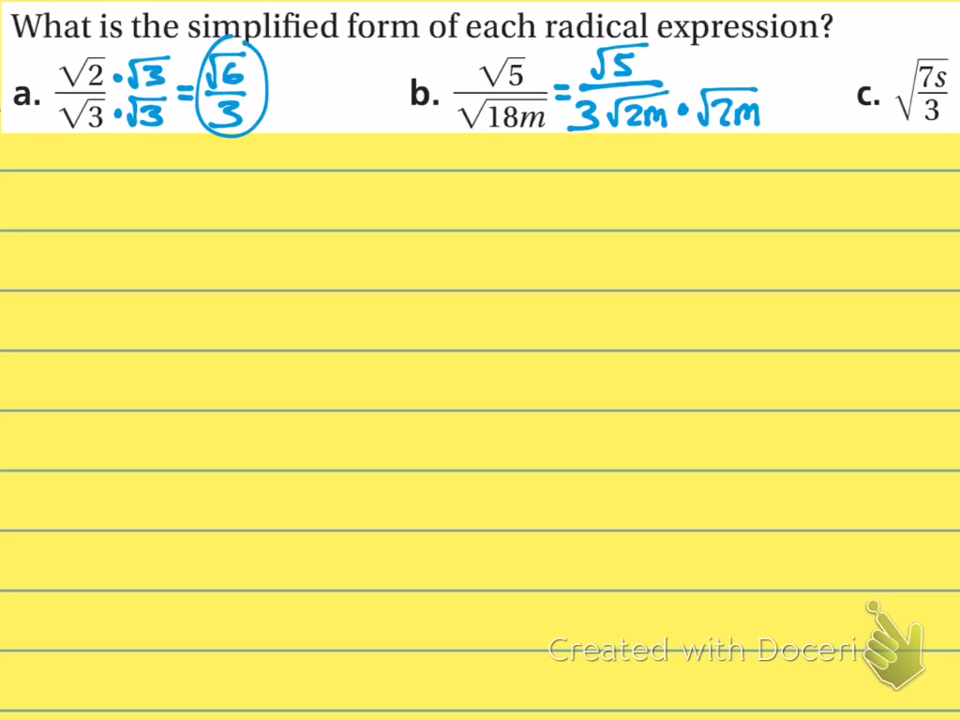 What is the simplified form of each radical expression?
a. √2/√3 ·√3/·√3 = √6/3
b. √5/√18m = √5/3√2m · √2m
c. √7s/3
Created with Doceri